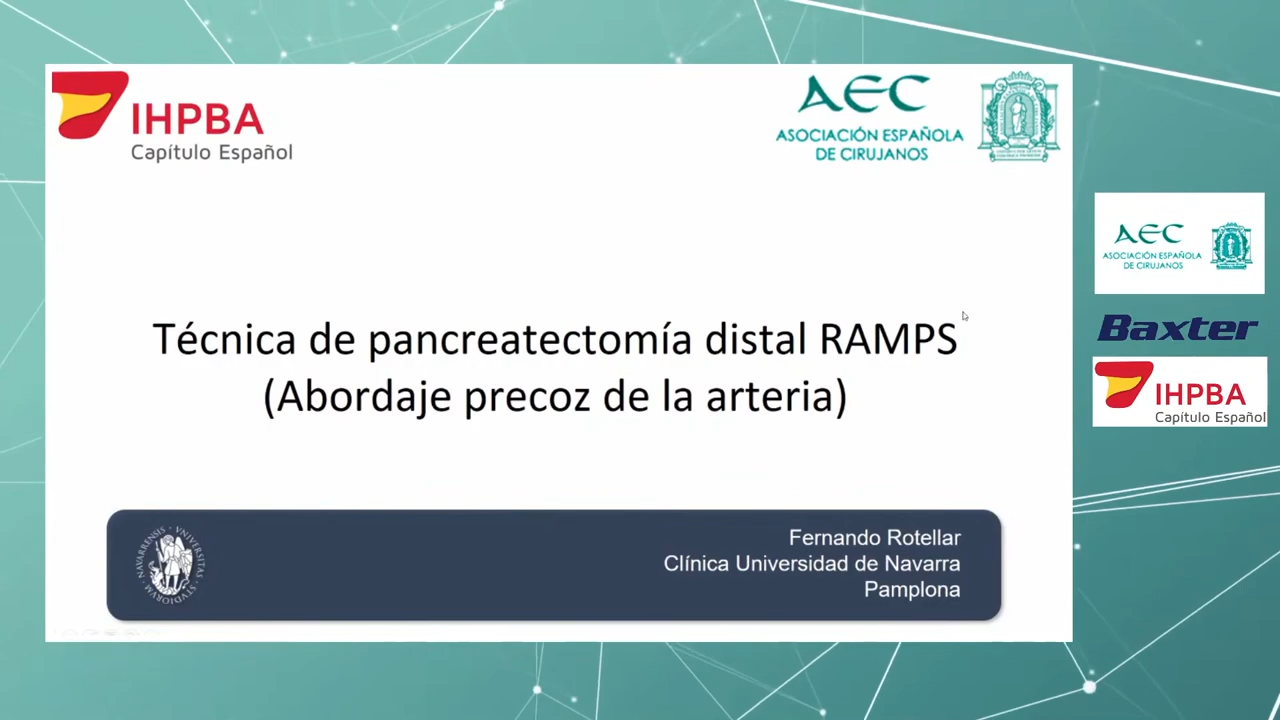 IHPBA
Capítulo Español
AEC
ASOCIACIÓN ESPAÑOLA
DE CIRUJANOS
Técnica de pancreatectomía distal RAMPS
(Abordaje precoz de la arteria)
Fernando Rotellar
Clínica Universidad de Navarra
Pamplona
AEC
ASOCIACIÓN ESPAÑOLA
DE CIRUJANOS
Baxter
IHPBA
Capítulo Español